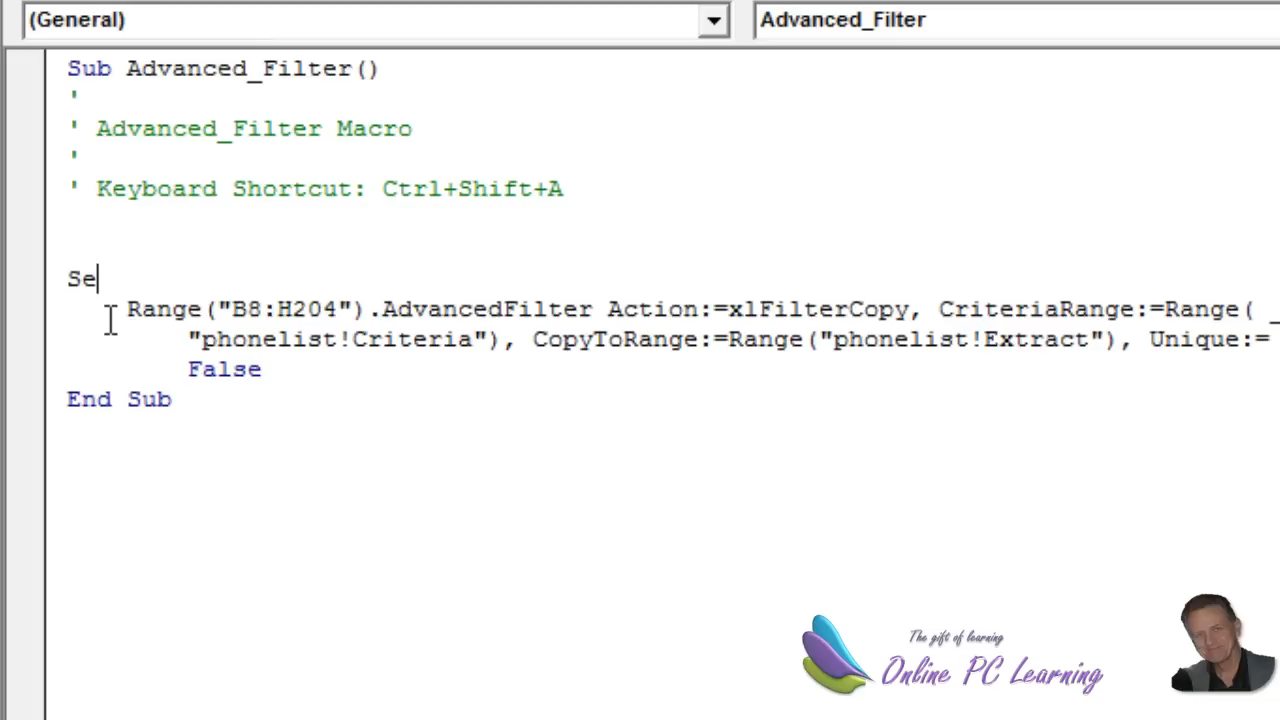 (General)
Advanced_Filter
Sub Advanced_Filter()
'
' Advanced_Filter Macro
'
' Keyboard Shortcut: Ctrl+Shift+A
Se
Range("B8:H204").AdvancedFilter Action:=xlFilterCopy, CriteriaRange:=Range( _
"phonelist!Criteria"), CopyToRange:=Range("phonelist!Extract"), Unique:=
False
End Sub
The gift of learning
Online PC Learning